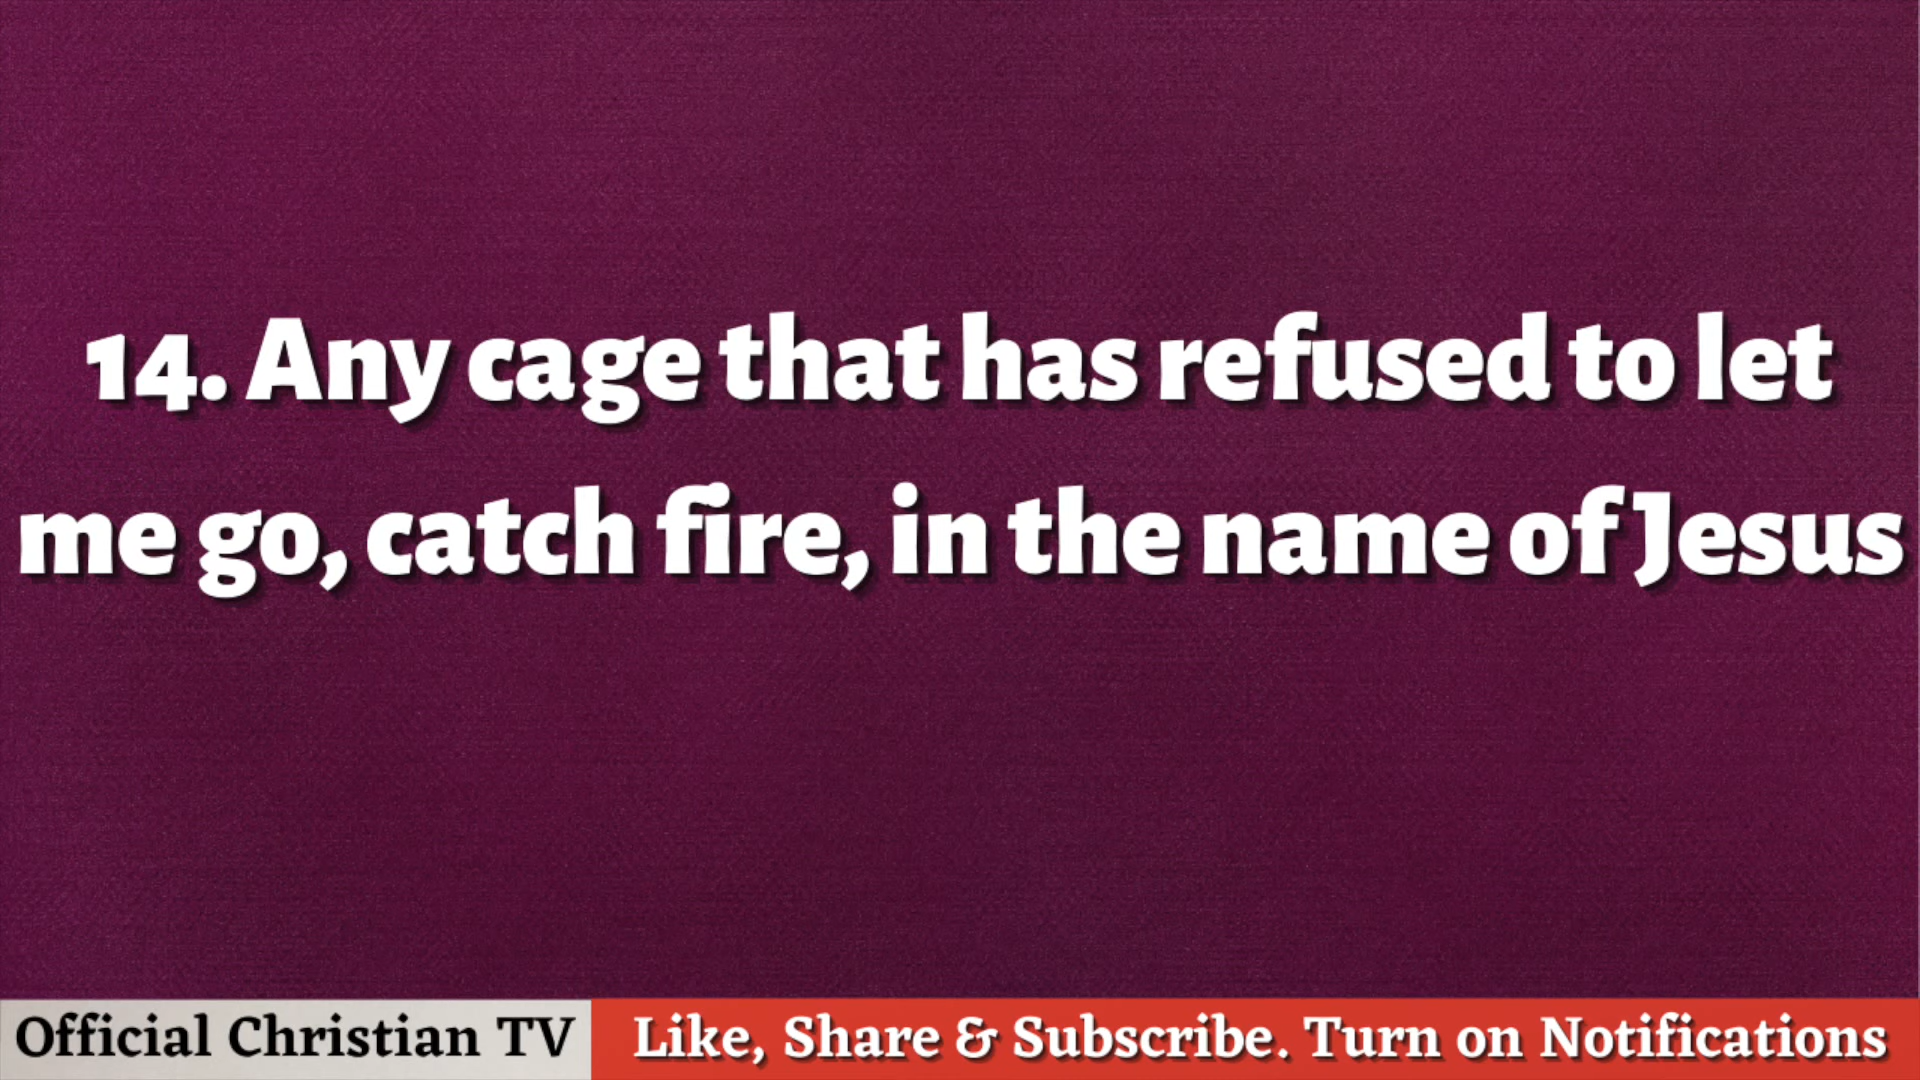 14. Any cage that has refused to let
me go, catch fire, in the name of Jesus
Official Christian TV
Like, Share & Subscribe. Turn on Notifications